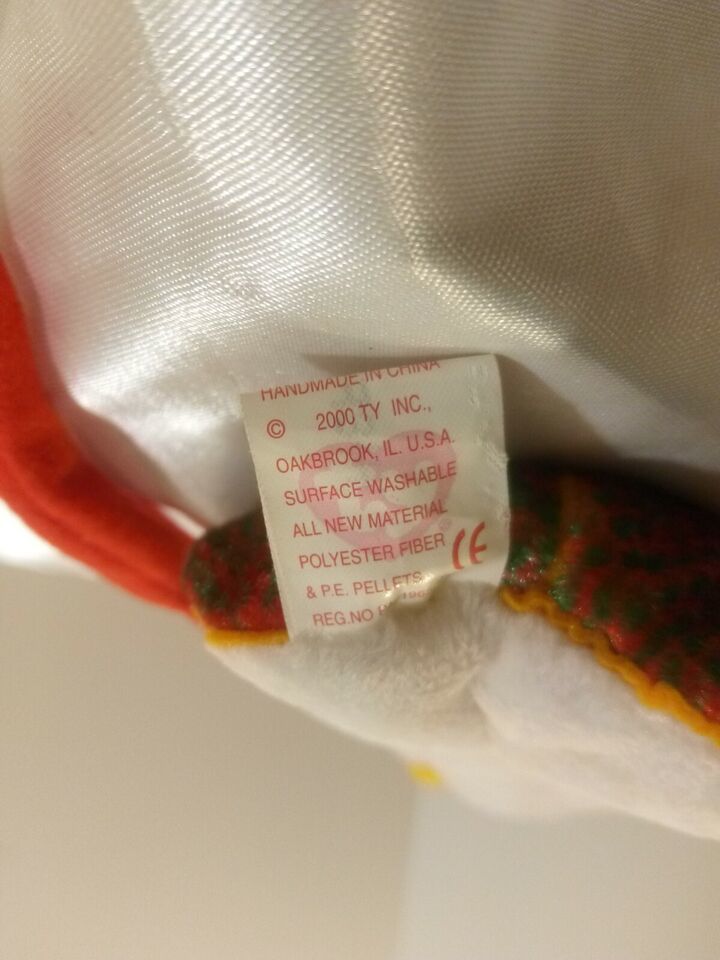 HANDMADE IN CHINA
© 2000 TY INC.,
OAKBROOK, IL. U.S.A.
SURFACE WASHABLE
ALL NEW MATERIAL
POLYESTER FIBER CE
& P.E. PELLETS
REG.NO